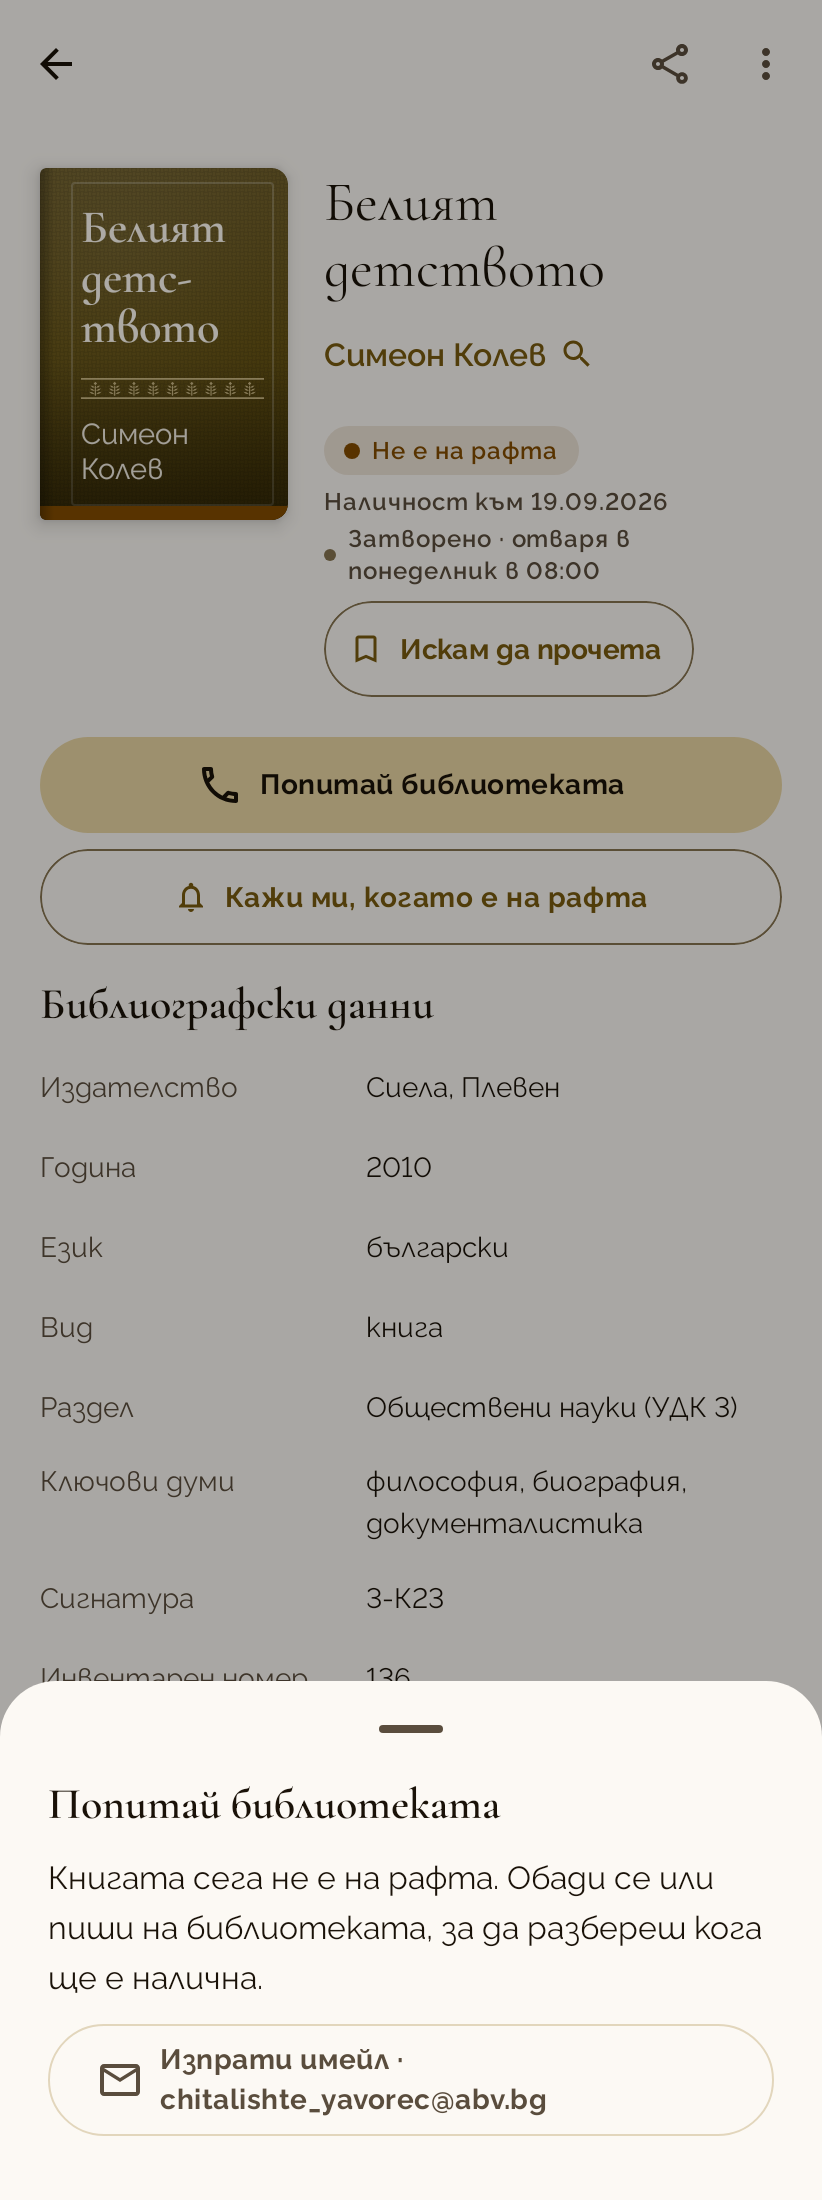 Белият
детс-
твото
Симеон
Колев
Белият
детството
Симеон Колев
Не е на рафта
Наличност към 19.09.2026
Затворено · отваря в
понеделник в 08:00
Искам да прочета
Попитай библиотеката
Кажи ми, когато е на рафта
Библиографски данни
Издателство Сиела, Плевен
Година 2010
Език български
Вид книга
Раздел Обществени науки (УДК 3)
Ключови думи философия, биография,
документалистика
Сигнатура 3-К23
Инвентарен номер 136
Попитай библиотеката
Книгата сега не е на рафта. Обади се или
пиши на библиотеката, за да разбереш кога
ще е налична.
Изпрати имейл ·
chitalishte_yavorec@abv.bg